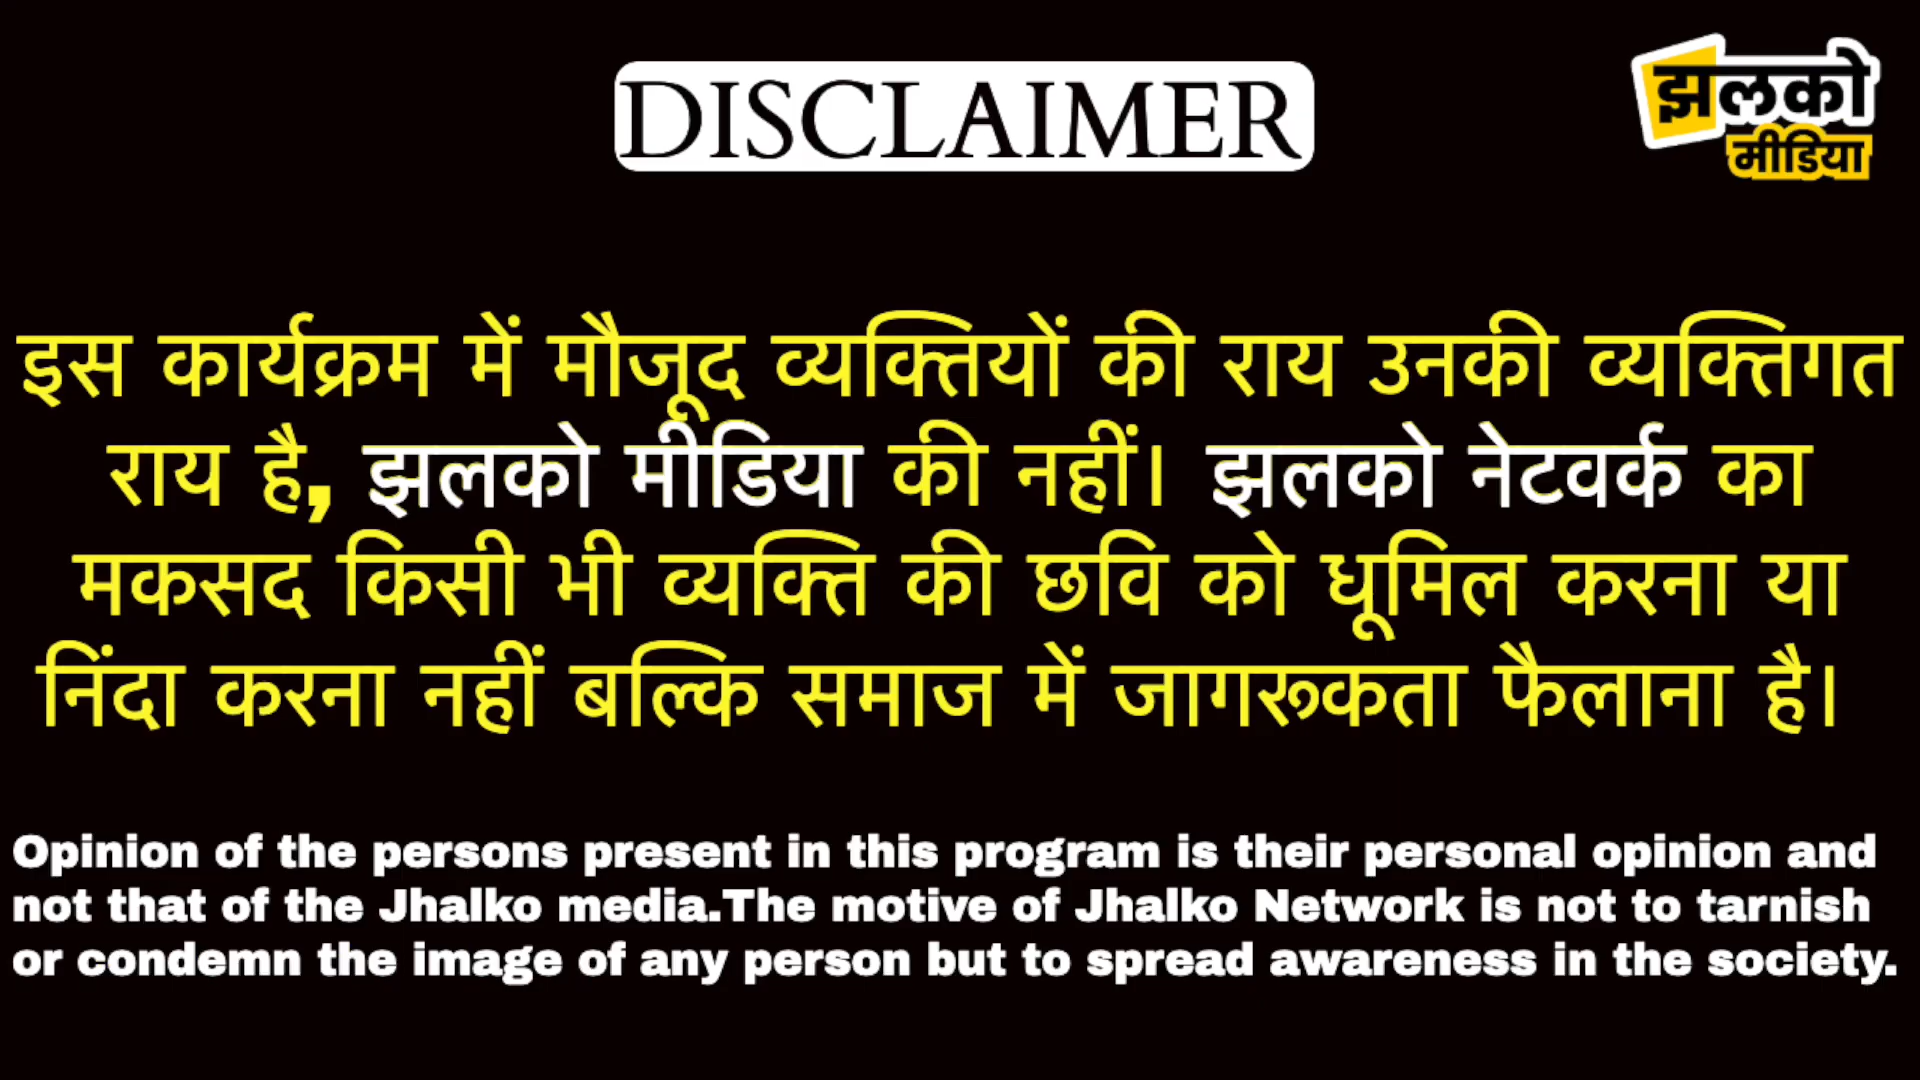 DISCLAIMER
झलको
मीडिया
इस कार्यक्रम में मौजूद व्यक्तियों की राय उनकी व्यक्तिगत
राय है, झलको मीडिया की नहीं। झलको नेटवर्क का
मकसद किसी भी व्यक्ति की छवि को धूमिल करना या
निंदा करना नहीं बल्कि समाज में जागरूकता फैलाना है।
Opinion of the persons present in this program is their personal opinion and
not that of the Jhalko media.The motive of Jhalko Network is not to tarnish
or condemn the image of any person but to spread awareness in the society.